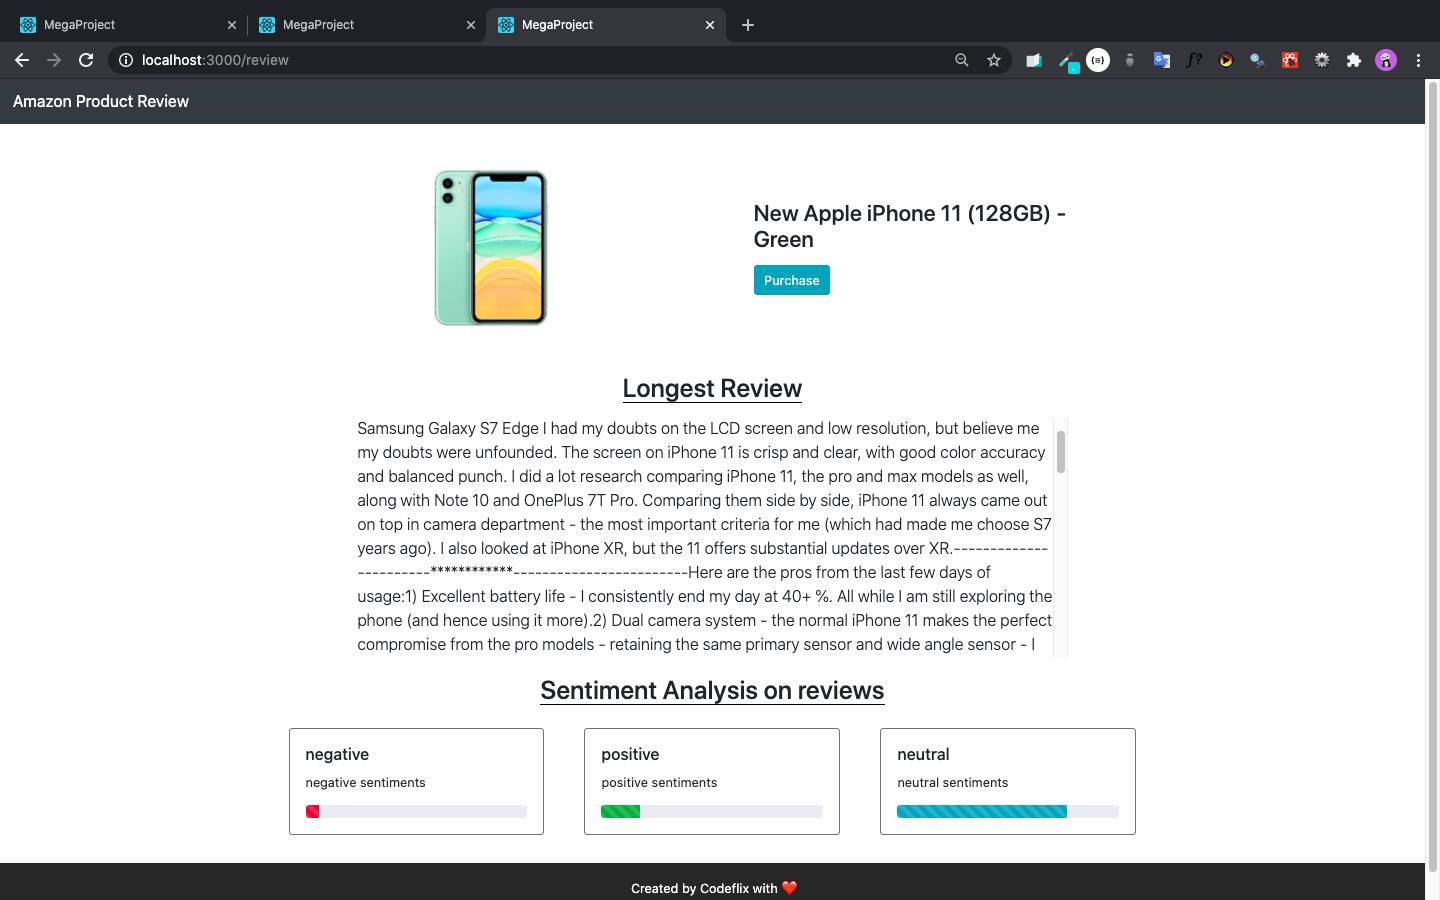 MegaProject
MegaProject
MegaProject
localhost:3000/review
Amazon Product Review
New Apple iPhone 11 (128GB) -
Green
Purchase
Longest Review
Samsung Galaxy S7 Edge I had my doubts on the LCD screen and low resolution, but believe me
my doubts were unfounded. The screen on iPhone 11 is crisp and clear, with good color accuracy
and balanced punch. I did a lot research comparing iPhone 11, the pro and max models as well,
along with Note 10 and OnePlus 7T Pro. Comparing them side by side, iPhone 11 always came out
on top in camera department - the most important criteria for me (which had made me choose S7
years ago). I also looked at iPhone XR, but the 11 offers substantial updates over XR.-------------
----------************------------------------Here are the pros from the last few days of
usage:1) Excellent battery life - I consistently end my day at 40+ %. All while I am still exploring the
phone (and hence using it more).2) Dual camera system - the normal iPhone 11 makes the perfect
compromise from the pro models - retaining the same primary sensor and wide angle sensor - I
Sentiment Analysis on reviews
negative
negative sentiments
positive
positive sentiments
neutral
neutral sentiments
Created by Codeflix with ❤️